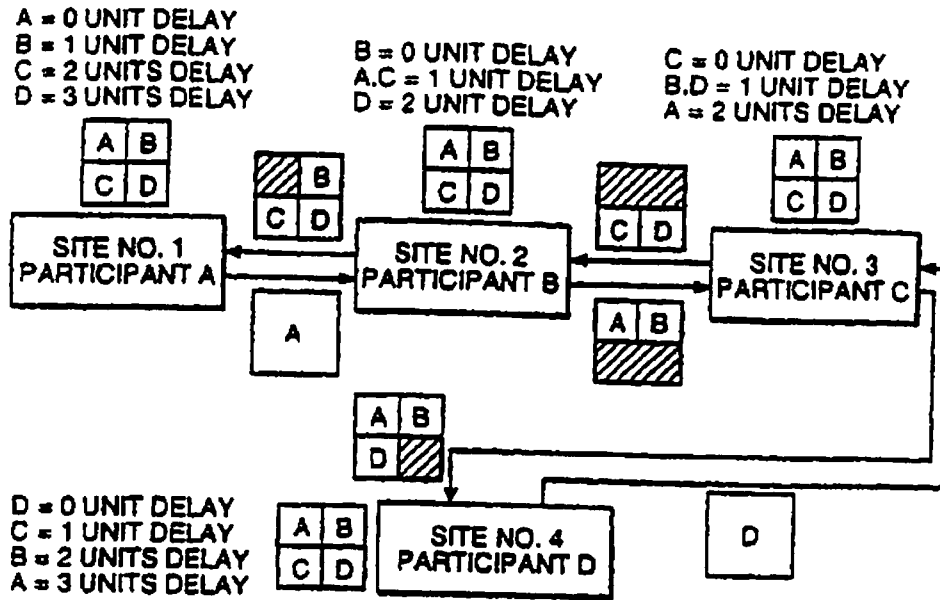 A = 0 UNIT DELAY
B = 1 UNIT DELAY
C = 2 UNITS DELAY
D = 3 UNITS DELAY
B = 0 UNIT DELAY
A.C = 1 UNIT DELAY
D = 2 UNIT DELAY
C = 0 UNIT DELAY
B.D = 1 UNIT DELAY
A = 2 UNITS DELAY
A B
C D
B
C D
A B
C D
C D
A B
C D
SITE NO. 1
PARTICIPANT A
SITE NO. 2
PARTICIPANT B
SITE NO. 3
PARTICIPANT C
A
A B
A B
D
D = 0 UNIT DELAY
C = 1 UNIT DELAY
B = 2 UNITS DELAY
A = 3 UNITS DELAY
A B
C D
SITE NO. 4
PARTICIPANT D
D